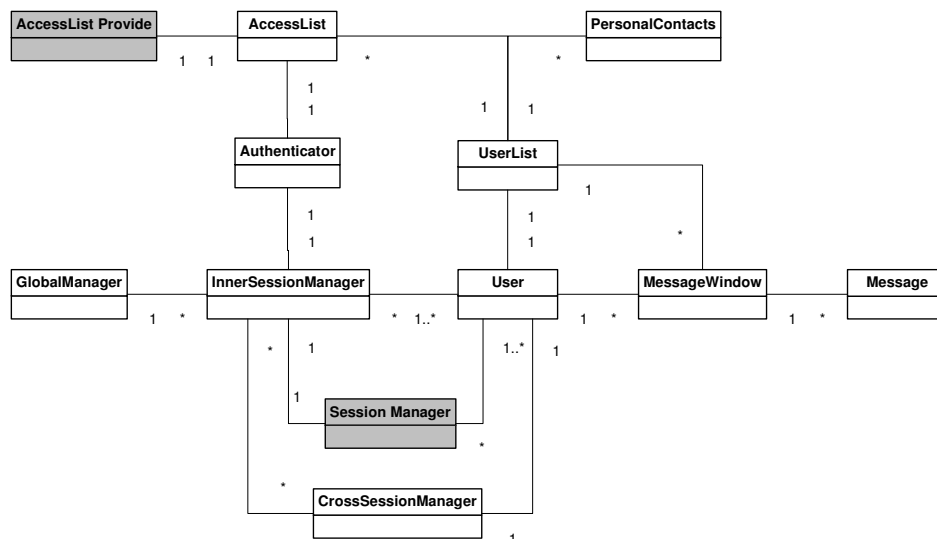 AccessList Provide AccessList PersonalContacts
1 1 * 1 1 *
1
1
Authenticator UserList
1
1 1
1 1
*
GlobalManager InnerSessionManager User MessageWindow Message
1 * * 1..* 1 * 1 *
* 1 1..* 1
1
Session Manager
*
*
CrossSessionManager
1